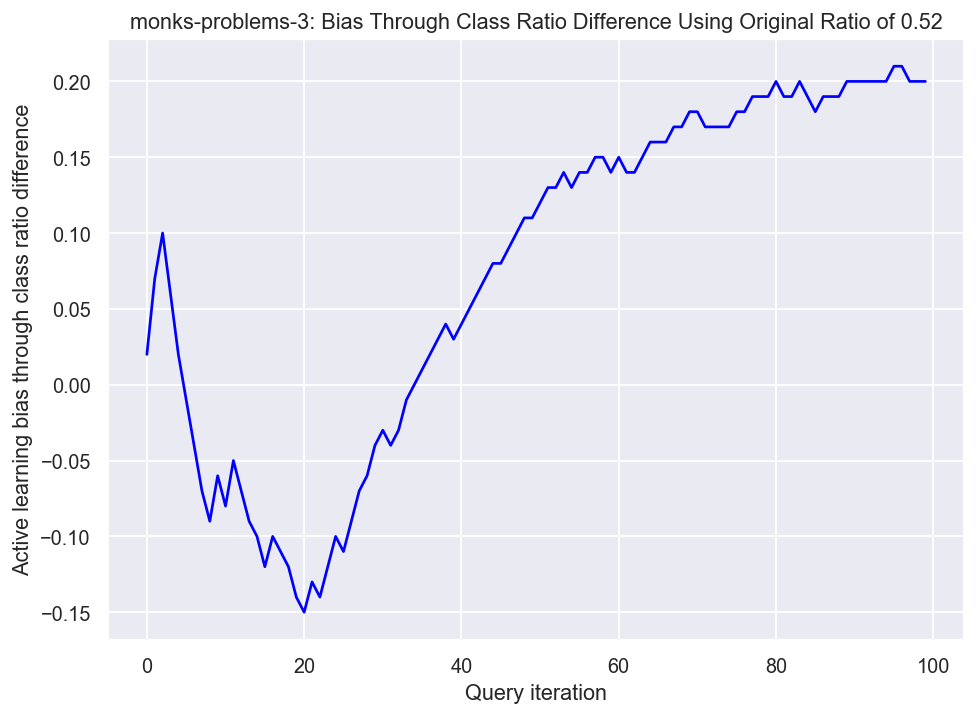 monks-problems-3: Bias Through Class Ratio Difference Using Original Ratio of 0.52
Active learning bias through class ratio difference
0.20
0.15
0.10
0.05
0.00
−0.05
−0.10
−0.15
0 20 40 60 80 100
Query iteration